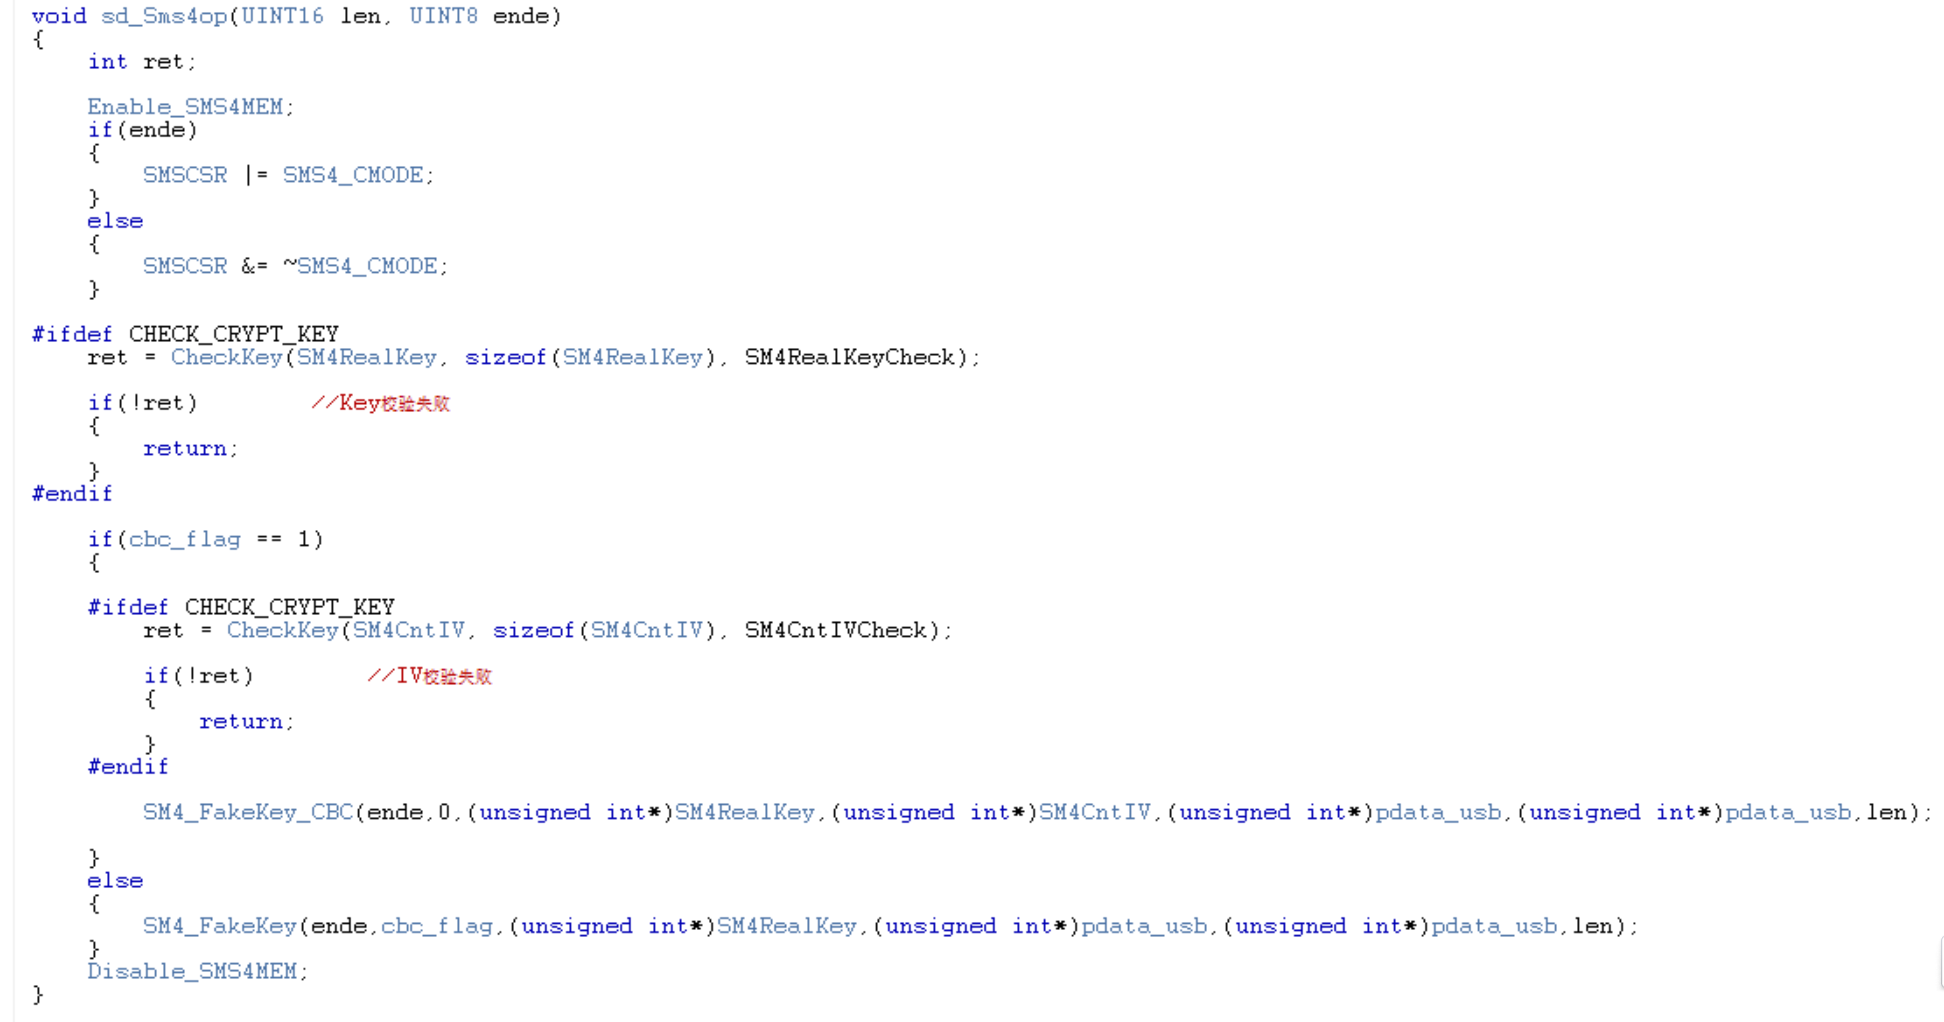 void sd_Sms4op(UINT16 len, UINT8 ende)
{
int ret;
Enable_SMS4MEM;
if(ende)
{
SMSCSR |= SMS4_CMODE;
}
else
{
SMSCSR &= ~SMS4_CMODE;
}
#ifdef CHECK_CRYPT_KEY
ret = CheckKey(SM4RealKey, sizeof(SM4RealKey), SM4RealKeyCheck);
if(!ret) //Key校验失败
{
return;
}
#endif
if(cbc_flag == 1)
{
#ifdef CHECK_CRYPT_KEY
ret = CheckKey(SM4CntIV, sizeof(SM4CntIV), SM4CntIVCheck);
if(!ret) //IV校验失败
{
return;
}
#endif
SM4_FakeKey_CBC(ende,0,(unsigned int*)SM4RealKey,(unsigned int*)SM4CntIV,(unsigned int*)pdata_usb,(unsigned int*)pdata_usb,len);
}
else
{
SM4_FakeKey(ende,cbc_flag,(unsigned int*)SM4RealKey,(unsigned int*)pdata_usb,(unsigned int*)pdata_usb,len);
}
Disable_SMS4MEM;
}